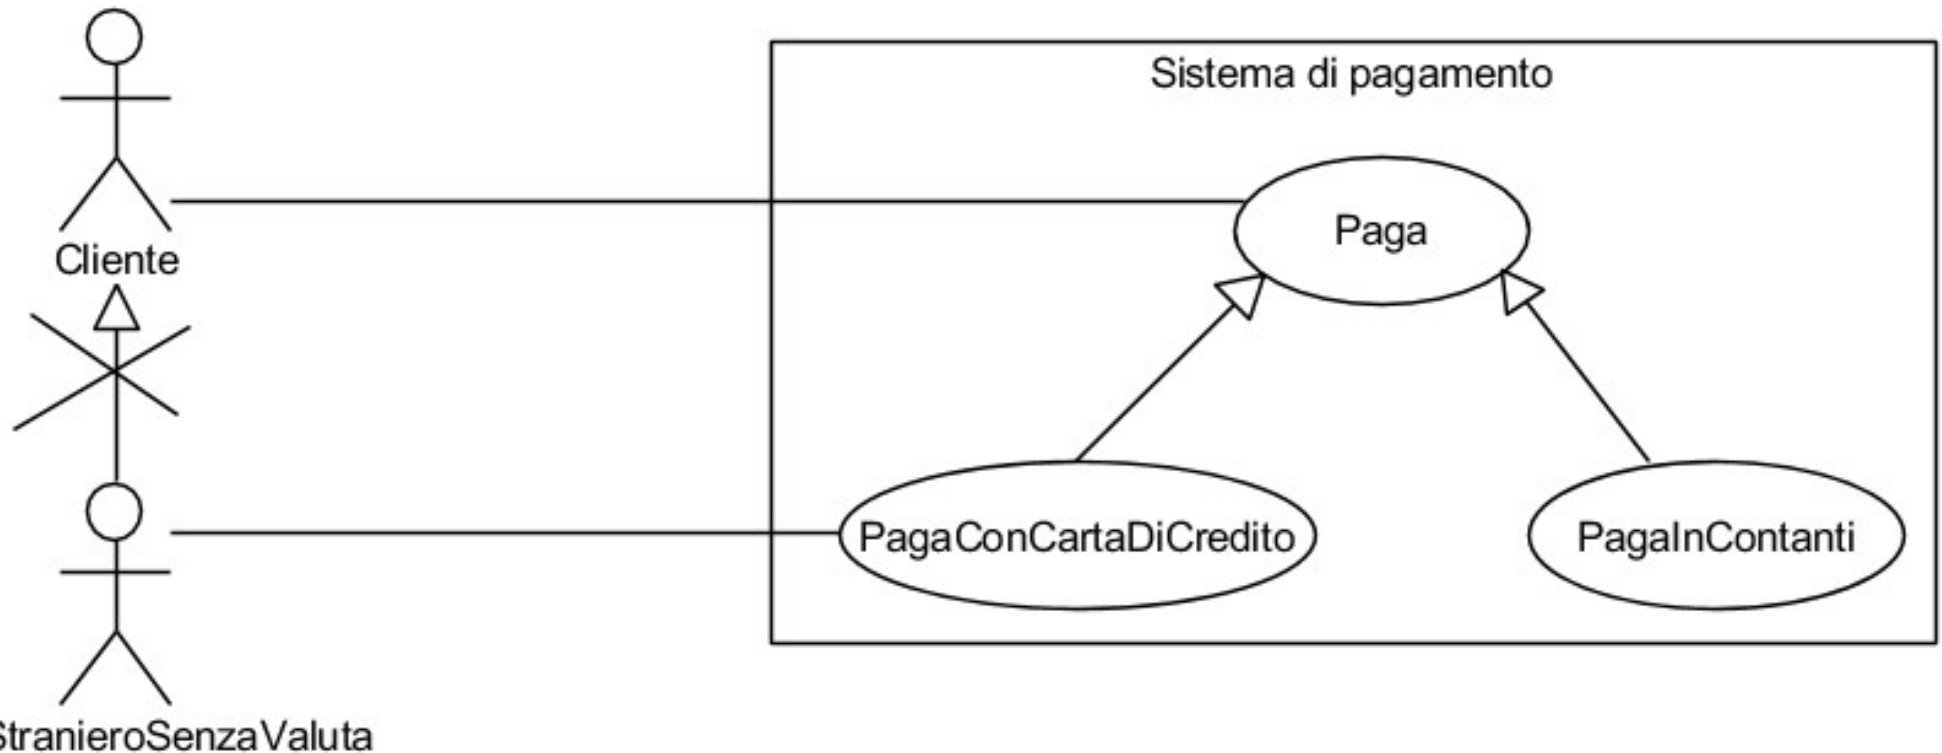 Sistema di pagamento
Paga
Cliente
PagaConCartaDiCredito
PagaInContanti
StranieroSenzaValuta